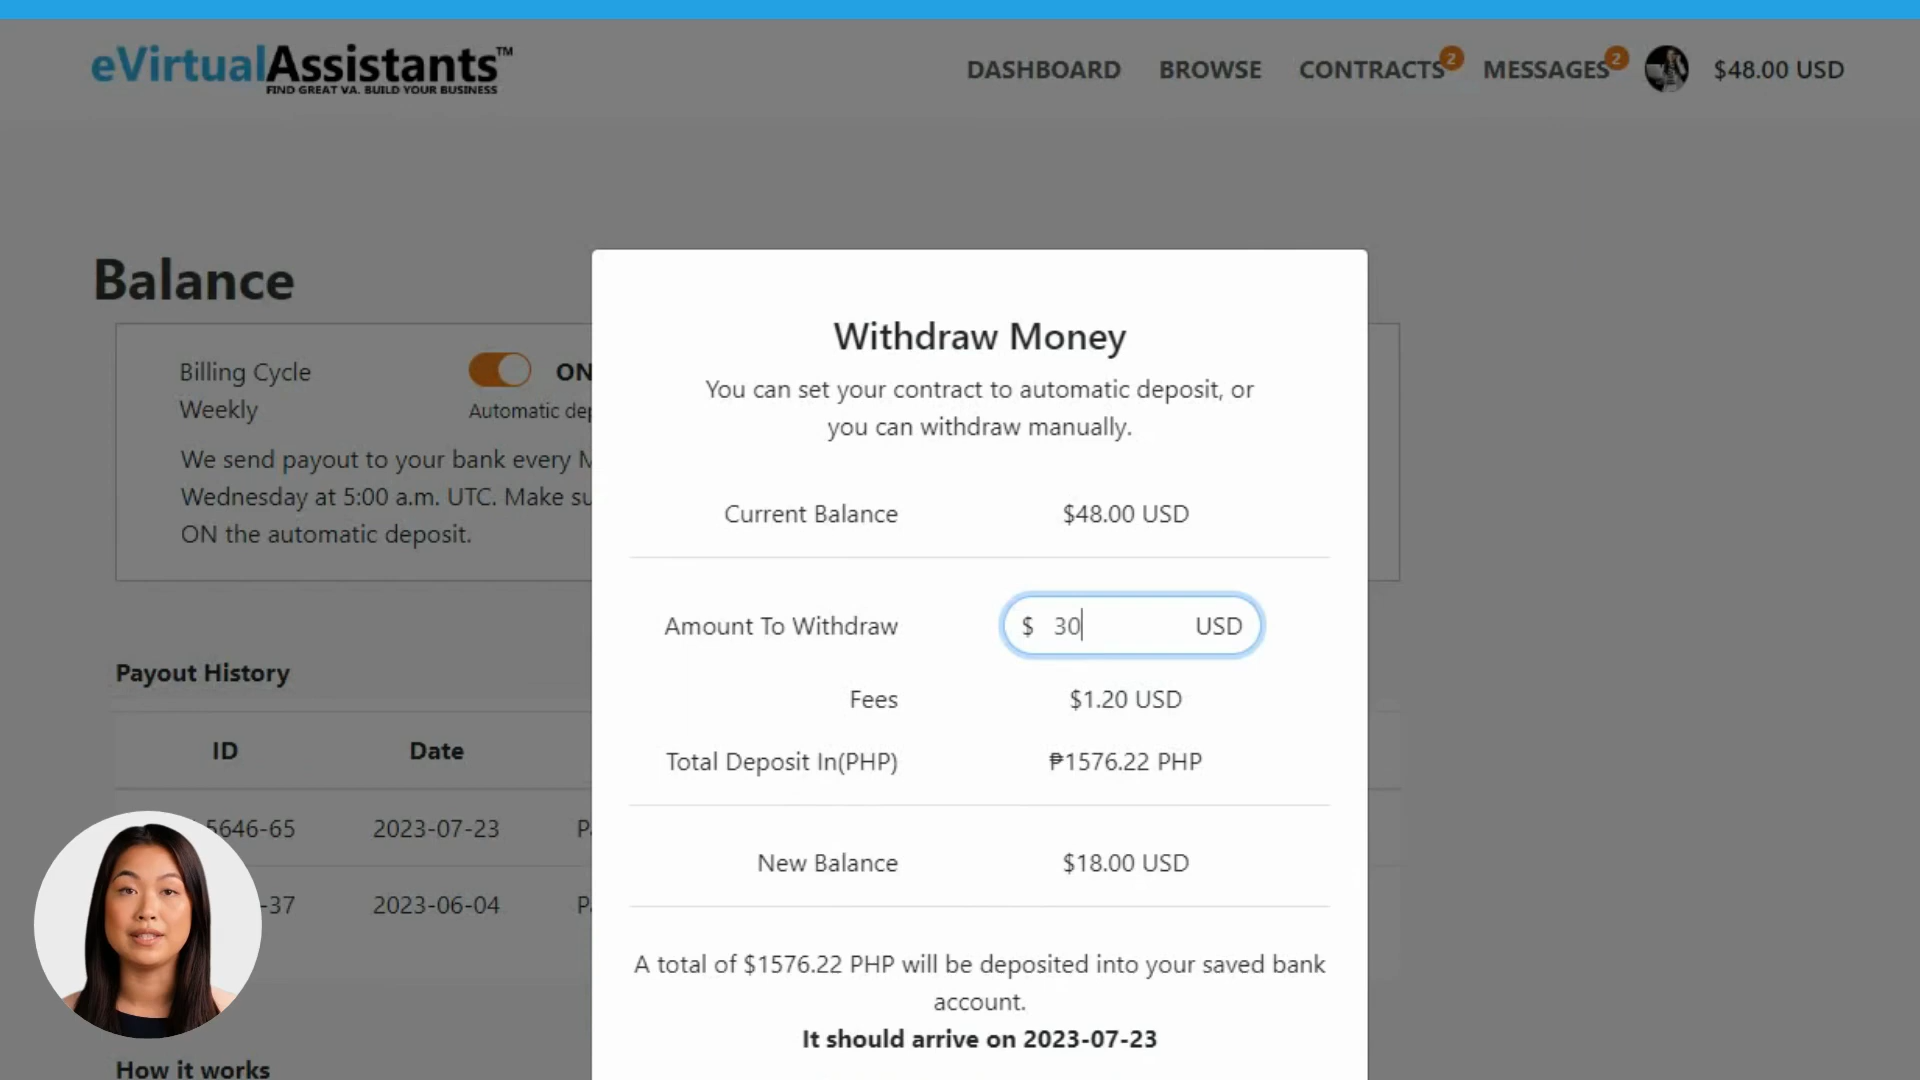 eVirtualAssistants™
FIND GREAT VA. BUILD YOUR BUSINESS
DASHBOARD
BROWSE
CONTRACTS 2
MESSAGES 2
$48.00 USD
Balance
Billing Cycle
Weekly
ON
Automatic
We send payout to your bank every
Wednesday at 5:00 a.m. UTC. Make
ON the automatic deposit.
Payout History
ID
Date
5646-65
2023-07-23
-37
2023-06-04
How it works
Withdraw Money
You can set your contract to automatic deposit, or
you can withdraw manually.
Current Balance
$48.00 USD
Amount To Withdraw
$ 30 USD
Fees
$1.20 USD
Total Deposit In(PHP)
₱1576.22 PHP
New Balance
$18.00 USD
A total of $1576.22 PHP will be deposited into your saved bank
account.
It should arrive on 2023-07-23